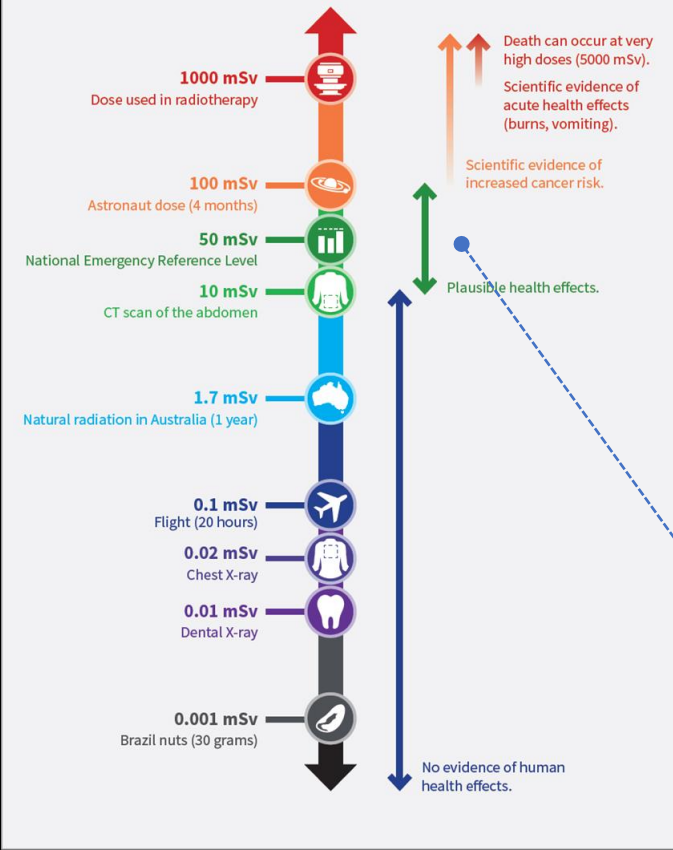 1000 mSv
Dose used in radiotherapy
100 mSv
Astronaut dose (4 months)
50 mSv
National Emergency Reference Level
10 mSv
CT scan of the abdomen
1.7 mSv
Natural radiation in Australia (1 year)
0.1 mSv
Flight (20 hours)
0.02 mSv
Chest X-ray
0.01 mSv
Dental X-ray
0.001 mSv
Brazil nuts (30 grams)
Death can occur at very
high doses (5000 mSv).
Scientific evidence of
acute health effects
(burns, vomiting).
Scientific evidence of
increased cancer risk.
Plausible health effects.
No evidence of human
health effects.